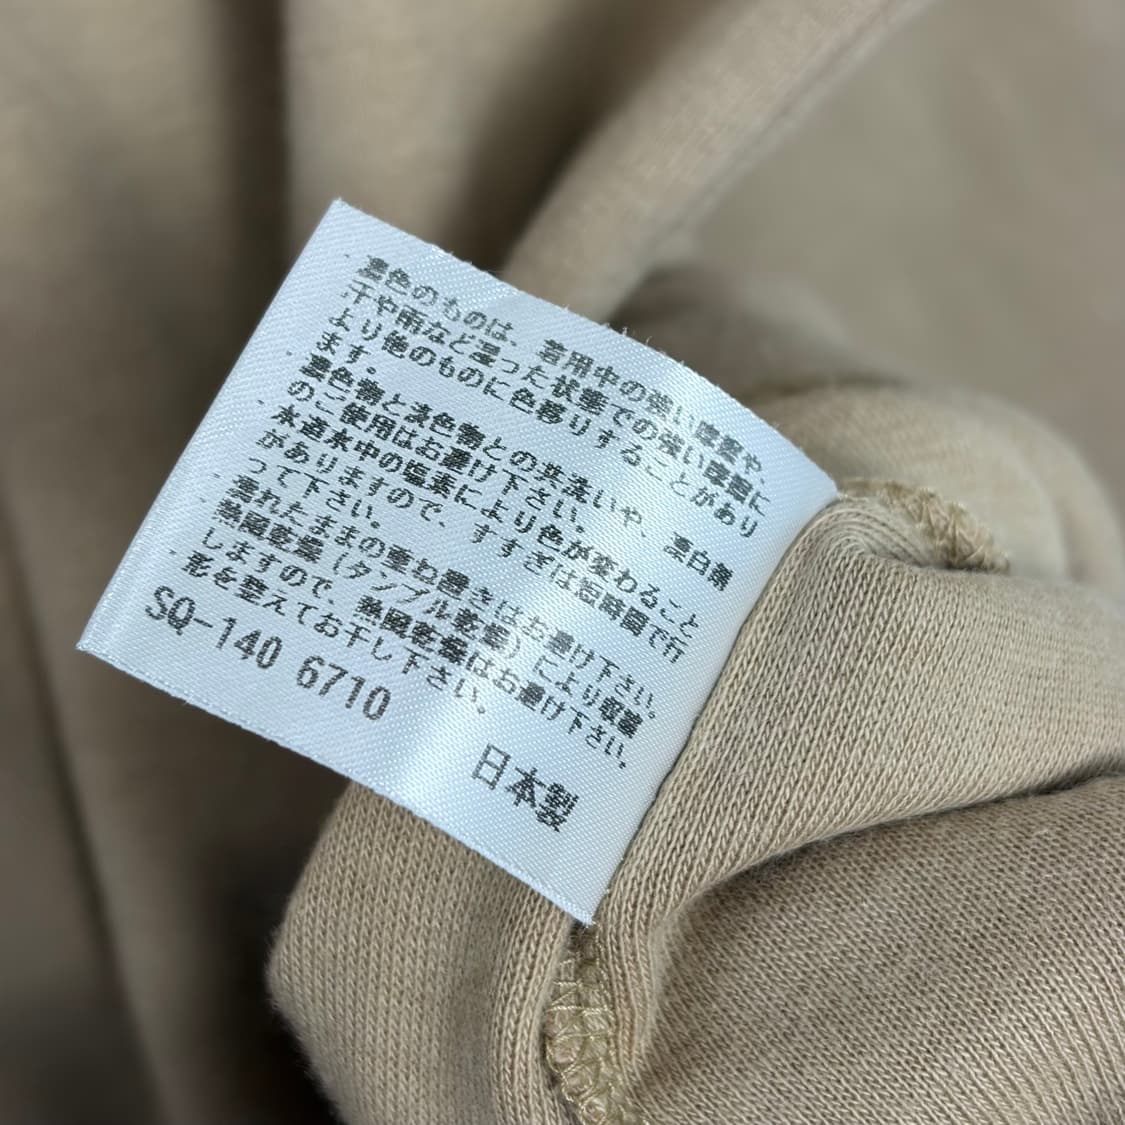 ・濃色のものは、着用中の強い摩擦や、
汗や雨など湿った状態での強い摩擦に
より他のものに色移りすることがあり
ます。
・濃色物と淡色物との共洗いや、漂白剤
のご使用はお避け下さい。
・水道水中の塩素により色が変わること
がありますので、すすぎは短時間で行
って下さい。
・濡れたままの重ね置きはお避け下さい。
・熱風乾燥(タンブル乾燥)により収縮
しますので、熱風乾燥はお避け下さい。
・形を整えてお干し下さい。
SQ-140 6710
日本製